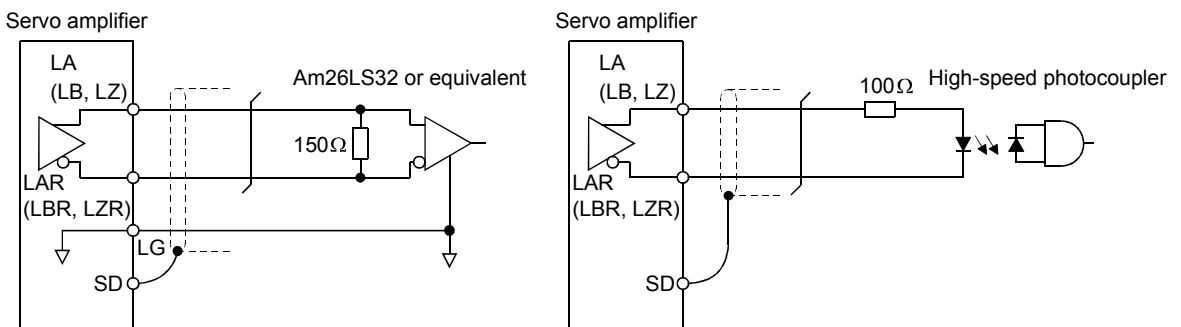 Servo amplifier
LA
(LB, LZ)
Am26LS32 or equivalent
150Ω
LAR
(LBR, LZR)
LG
SD
Servo amplifier
LA
(LB, LZ)
100Ω
High-speed photocoupler
LAR
(LBR, LZR)
SD